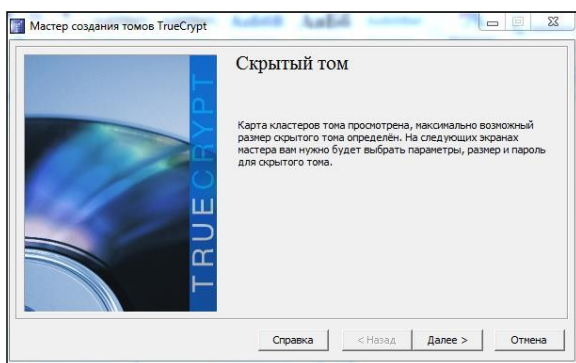 Мастер создания томов TrueCrypt
Скрытый том
Карта кластеров тома просмотрена, максимально возможный
размер скрытого тома определён. На следующих экранах
мастера вам нужно будет выбрать параметры, размер и пароль
для скрытого тома.
TRUECRYPT
Справка
< Назад
Далее >
Отмена